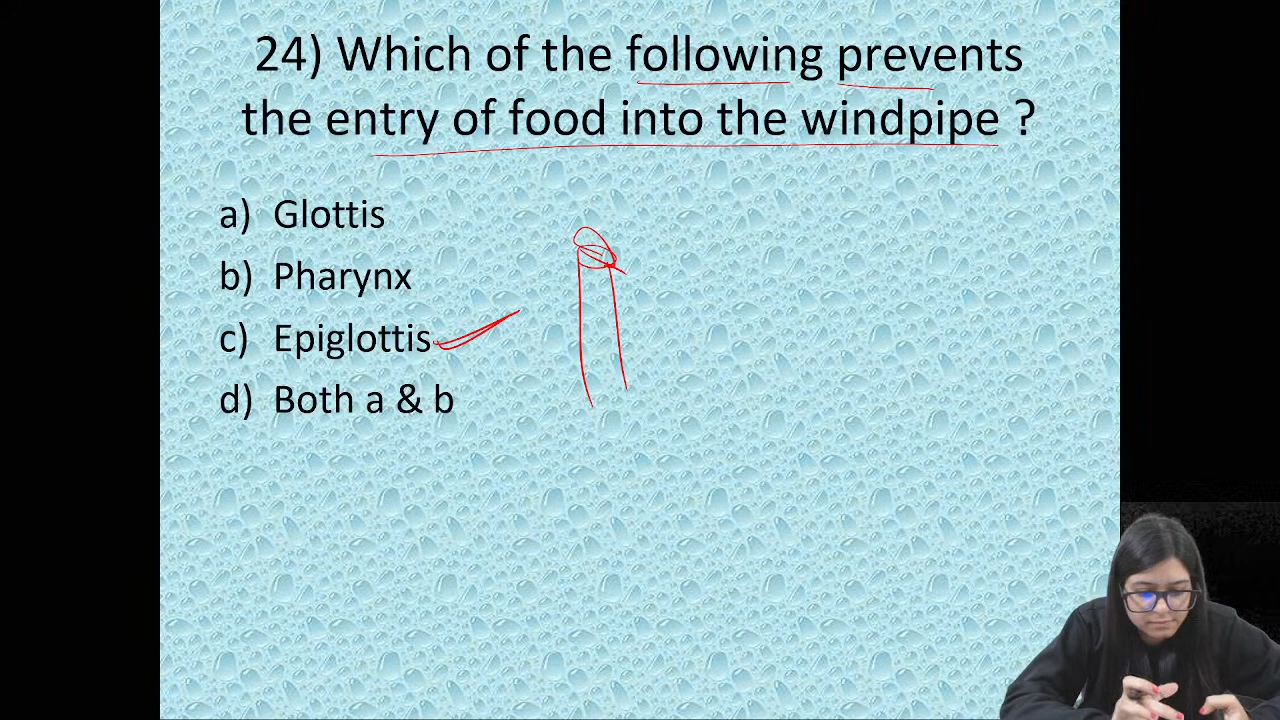 24) Which of the following prevents
the entry of food into the windpipe ?
a) Glottis
b) Pharynx
c) Epiglottis
d) Both a & b